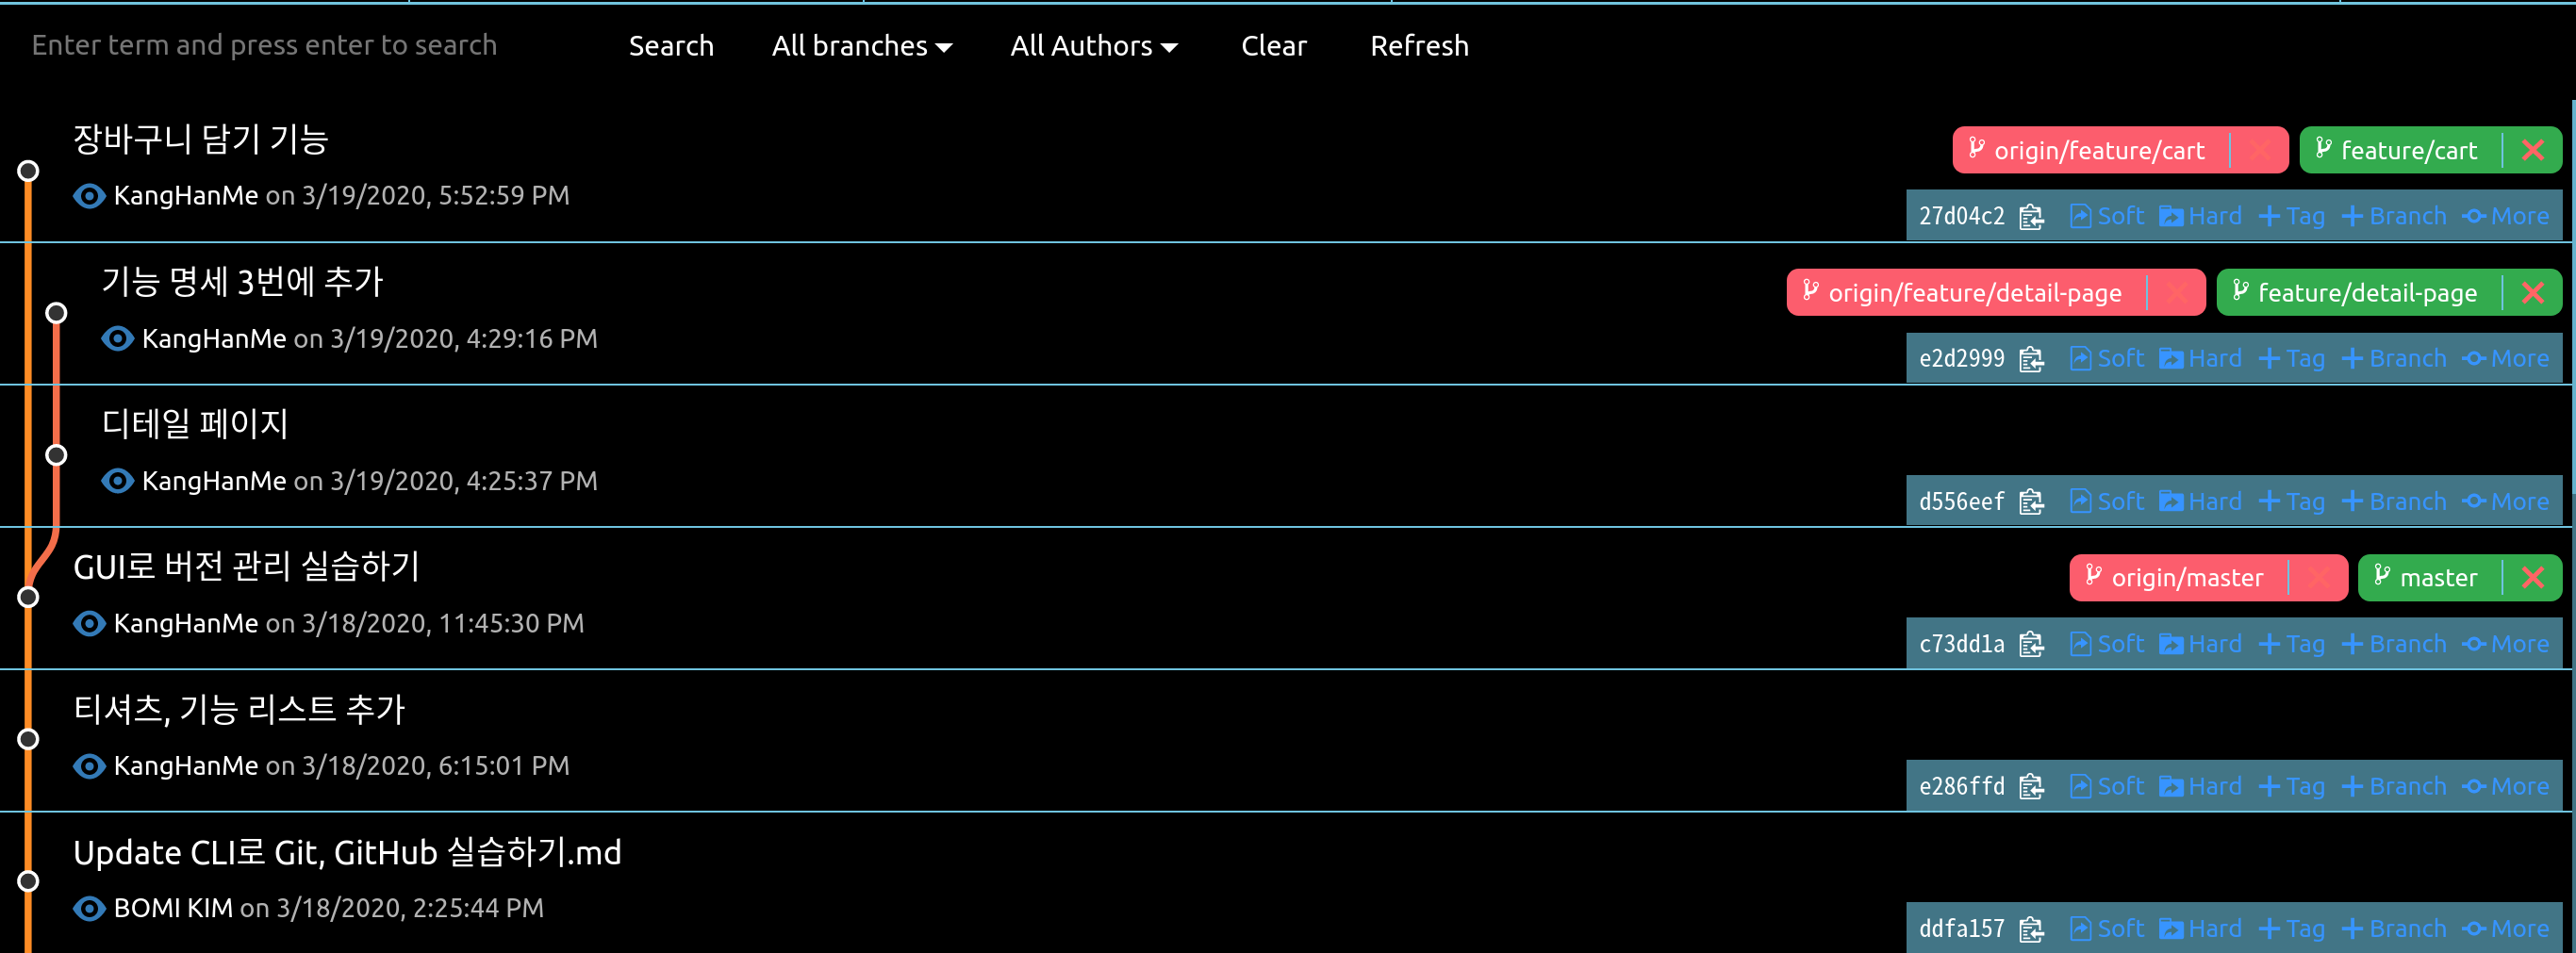 Enter term and press enter to search Search All branches All Authors Clear Refresh
장바구니 담기 기능
origin/feature/cart feature/cart
KangHanMe on 3/19/2020, 5:52:59 PM
27d04c2 Soft Hard Tag Branch More
기능 명세 3번에 추가
origin/feature/detail-page feature/detail-page
KangHanMe on 3/19/2020, 4:29:16 PM
e2d2999 Soft Hard Tag Branch More
디테일 페이지
KangHanMe on 3/19/2020, 4:25:37 PM
d556eef Soft Hard Tag Branch More
GUI로 버전 관리 실습하기
origin/master master
KangHanMe on 3/18/2020, 11:45:30 PM
c73dd1a Soft Hard Tag Branch More
티셔츠, 기능 리스트 추가
KangHanMe on 3/18/2020, 6:15:01 PM
e286ffd Soft Hard Tag Branch More
Update CLI로 Git, GitHub 실습하기.md
BOMI KIM on 3/18/2020, 2:25:44 PM
ddfa157 Soft Hard Tag Branch More